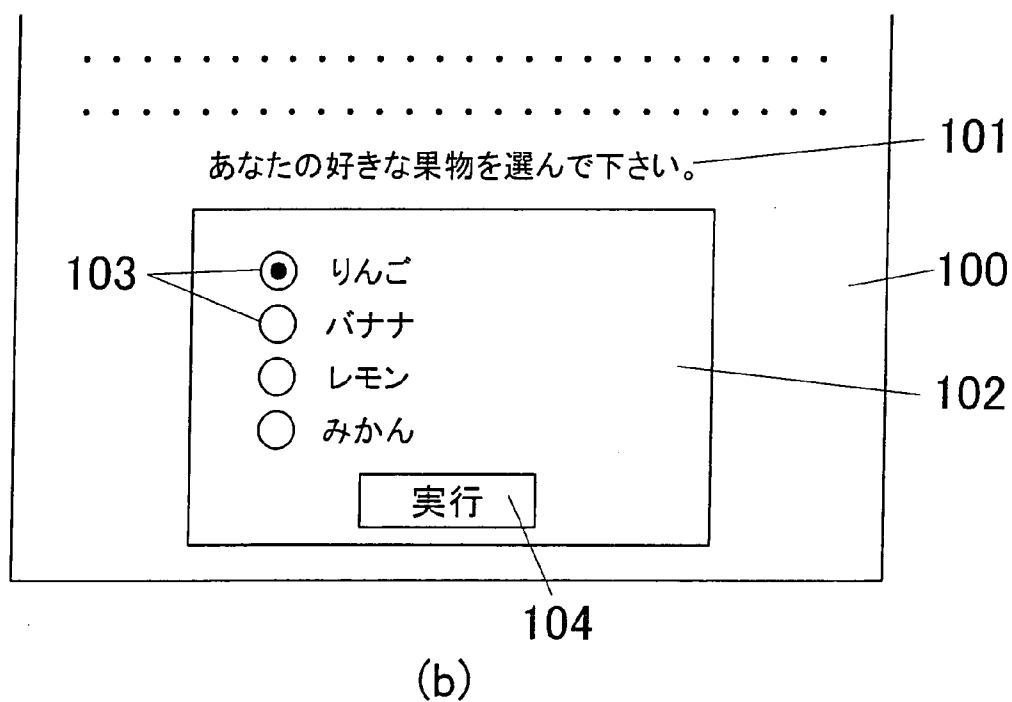 あなたの好きな果物を選んで下さい。
101
103
りんご
100
バナナ
レモン
102
みかん
実行
104
(b)